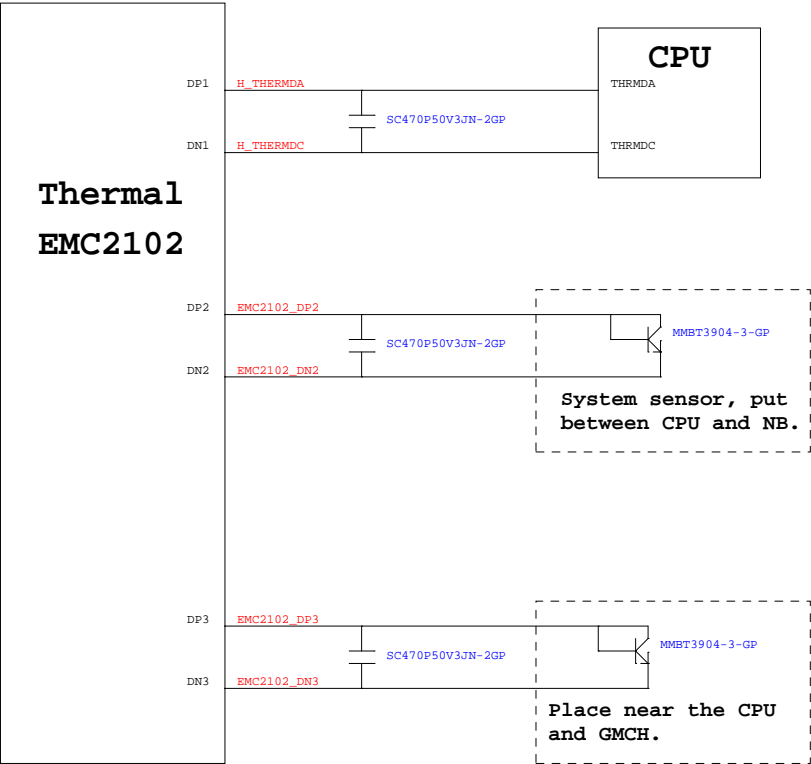 CPU
DP1 H_THERMDA THRMDA
SC470P50V3JN-2GP
DN1 H_THERMDC THRMDC
Thermal
EMC2102
DP2 EMC2102_DP2
MMBT3904-3-GP
SC470P50V3JN-2GP
DN2 EMC2102_DN2
System sensor, put
between CPU and NB.
DP3 EMC2102_DP3
MMBT3904-3-GP
SC470P50V3JN-2GP
DN3 EMC2102_DN3
Place near the CPU
and GMCH.